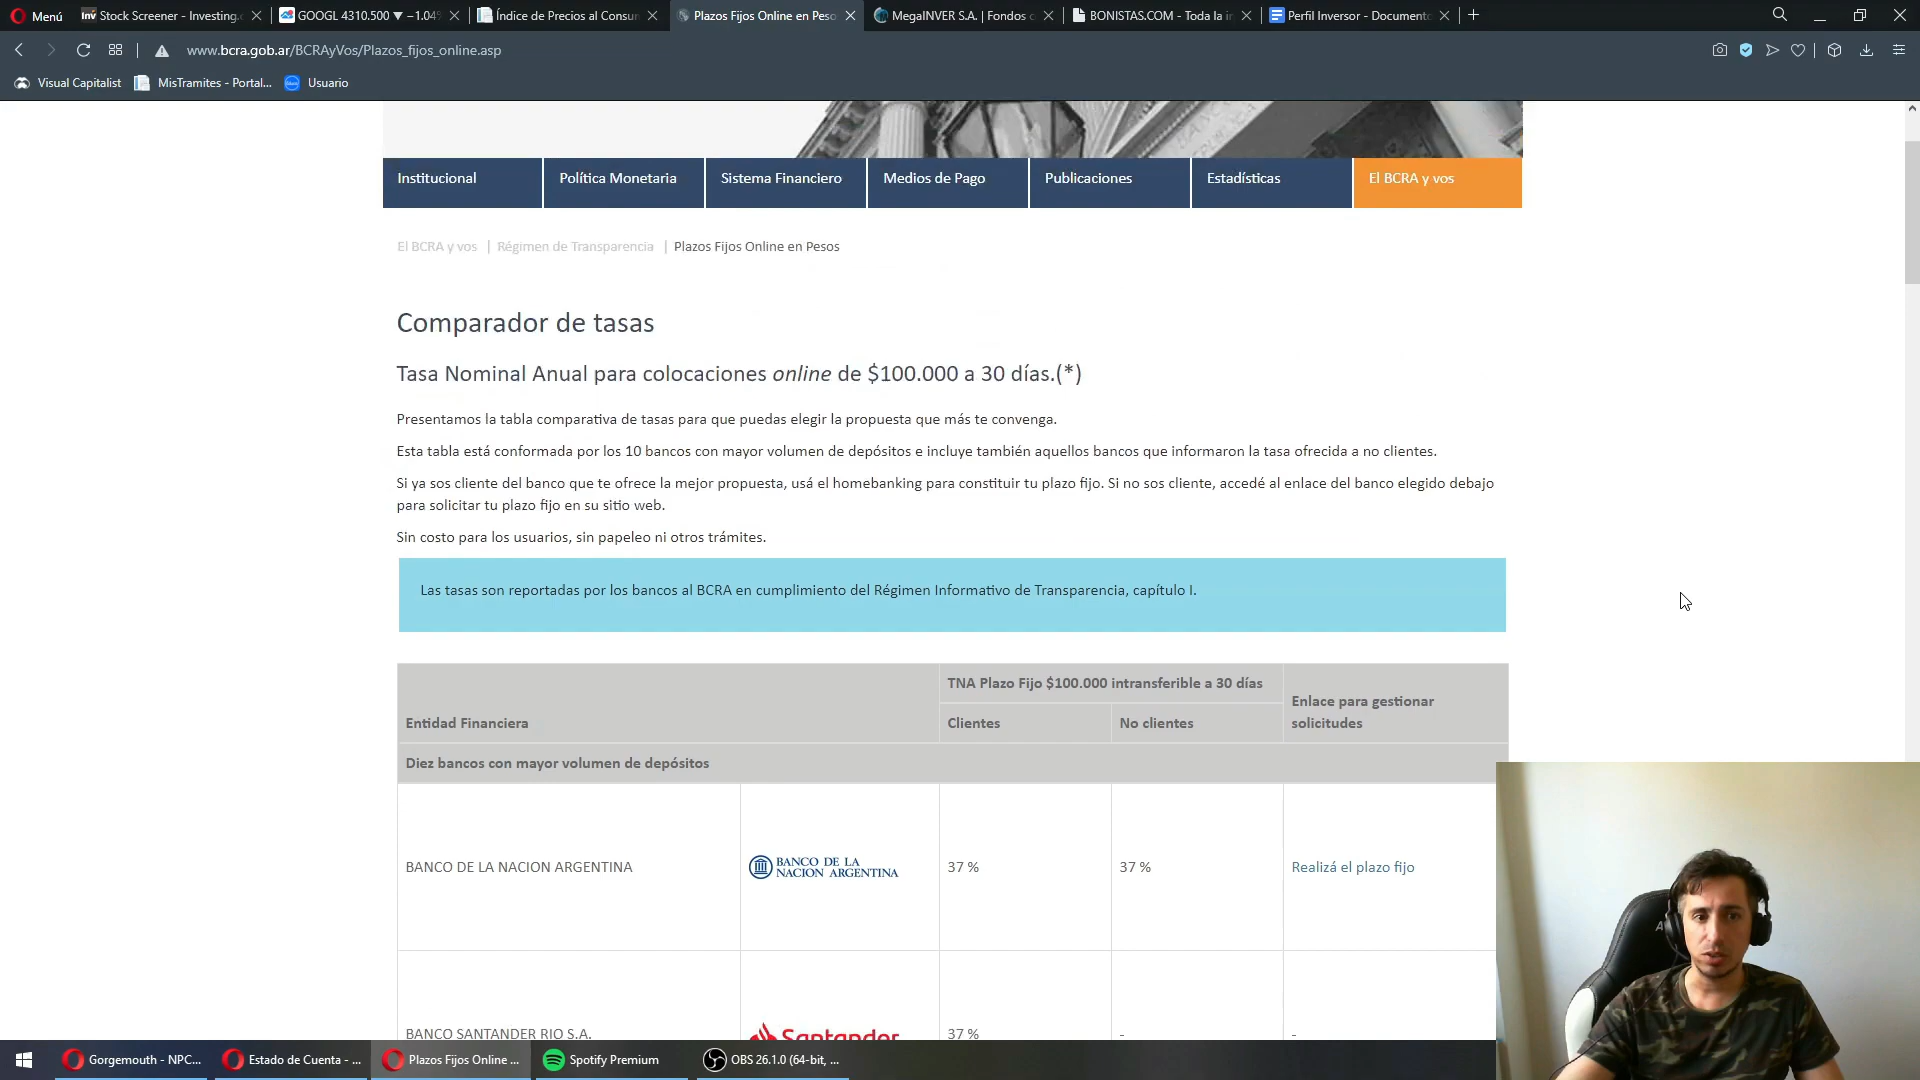 Menú
Stock Screener - Investing.
GOOGL 4310.500 ▼ −1.04%
Índice de Precios al Consum
Plazos Fijos Online en Peso
MegaINVER S.A. | Fondos
BONISTAS.COM - Toda la
Perfil Inversor - Document
www.bcra.gob.ar/BCRAyVos/Plazos_fijos_online.asp
Visual Capitalist
MisTramites - Portal...
Usuario
Institucional
Política Monetaria
Sistema Financiero
Medios de Pago
Publicaciones
Estadísticas
El BCRA y vos
El BCRA y vos | Régimen de Transparencia | Plazos Fijos Online en Pesos
Comparador de tasas
Tasa Nominal Anual para colocaciones online de $100.000 a 30 días.(*)
Presentamos la tabla comparativa de tasas para que puedas elegir la propuesta que más te convenga.
Esta tabla está conformada por los 10 bancos con mayor volumen de depósitos e incluye también aquellos bancos que informaron la tasa ofrecida a no clientes.
Si ya sos cliente del banco que te ofrece la mejor propuesta, usá el homebanking para constituir tu plazo fijo. Si no sos cliente, accedé al enlace del banco elegido debajo
para solicitar tu plazo fijo en su sitio web.
Sin costo para los usuarios, sin papeleo ni otros trámites.
Las tasas son reportadas por los bancos al BCRA en cumplimiento del Régimen Informativo de Transparencia, capítulo I.
Entidad Financiera
TNA Plazo Fijo $100.000 intransferible a 30 días
Clientes
No clientes
Enlace para gestionar
solicitudes
Diez bancos con mayor volumen de depósitos
BANCO DE LA NACION ARGENTINA
BANCO DE LA
NACION ARGENTINA
37 %
37 %
Realizá el plazo fijo
BANCO SANTANDER RIO S.A.
Santander
37 %
-
-
Gorgemouth - NPC...
Estado de Cuenta - ...
Plazos Fijos Online ...
Spotify Premium
OBS 26.1.0 (64-bit, ...